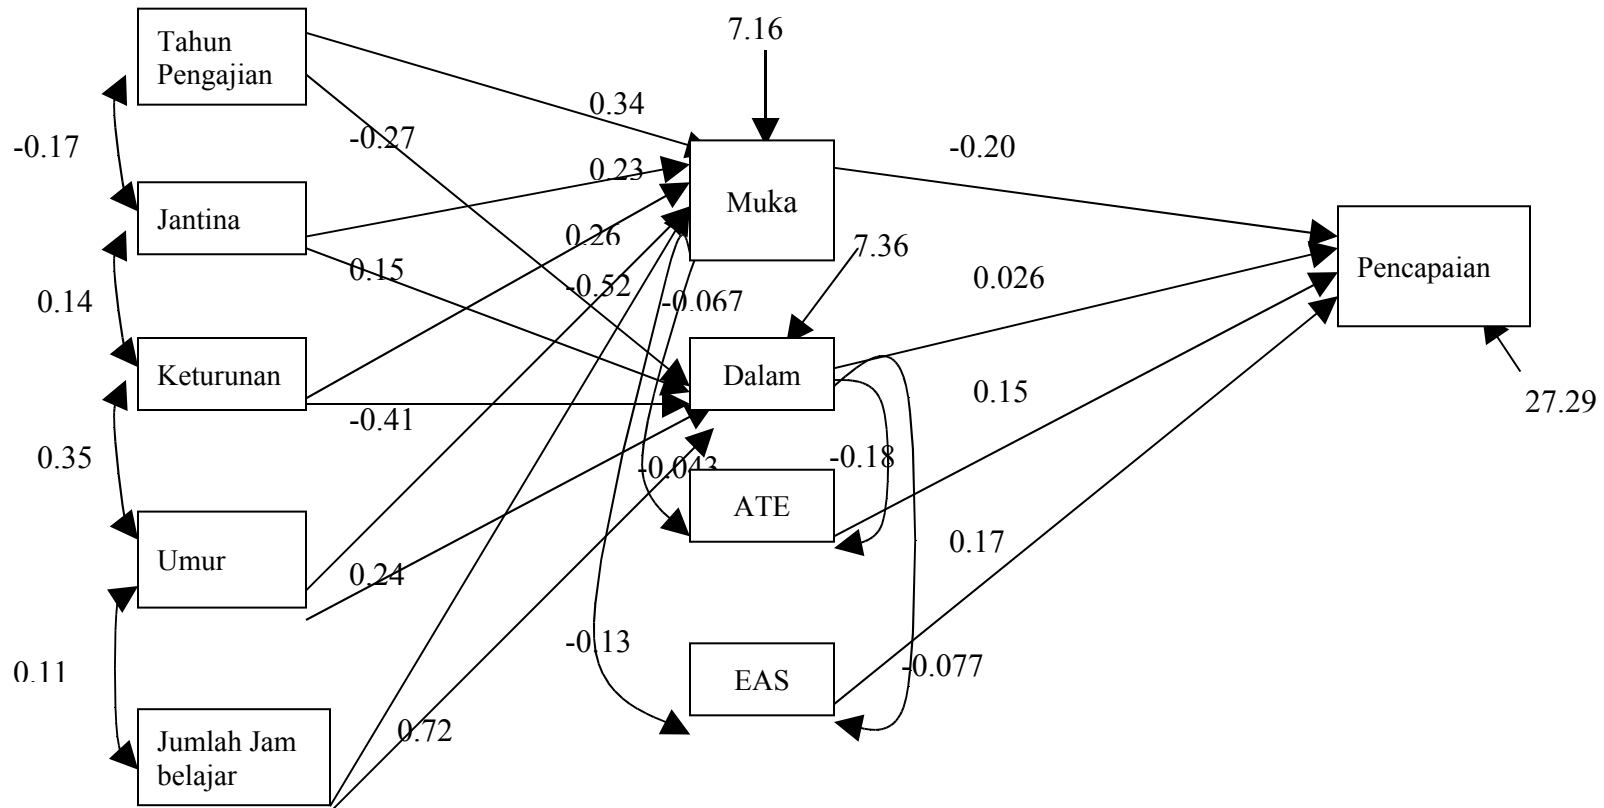 7.16
Tahun
Pengajian
0.34
-0.27
-0.17
-0.20
0.23
Jantina
Muka
0.26
7.36
0.15
-0.52
-0.067
0.026
0.14
Pencapaian
Keturunan
Dalam
-0.41
0.15
27.29
0.35
-0.043
-0.18
ATE
0.17
Umur
0.24
-0.13
0.11
EAS
-0.077
0.72
Jumlah Jam
belajar